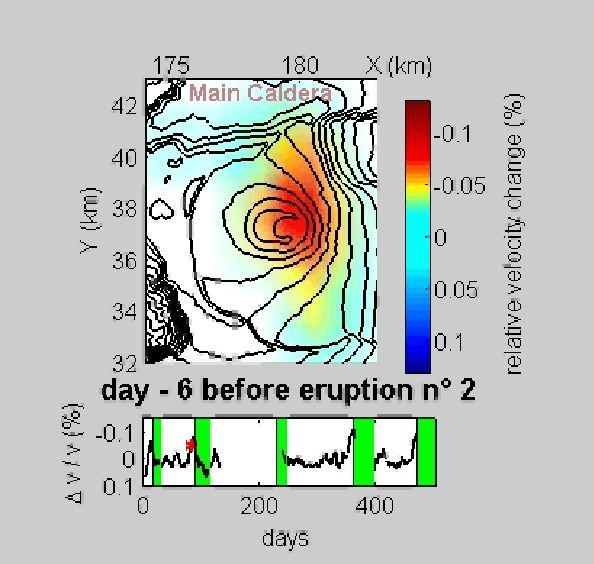 175 180 X (km)
Main Caldera
42
40
38
36
34
32
Y (km)
-0.1
-0.05
0
0.05
0.1
relative velocity change (%)
day - 6 before eruption n° 2
-0.1
0
0.1
Δ v / v (%)
0 200 400
days